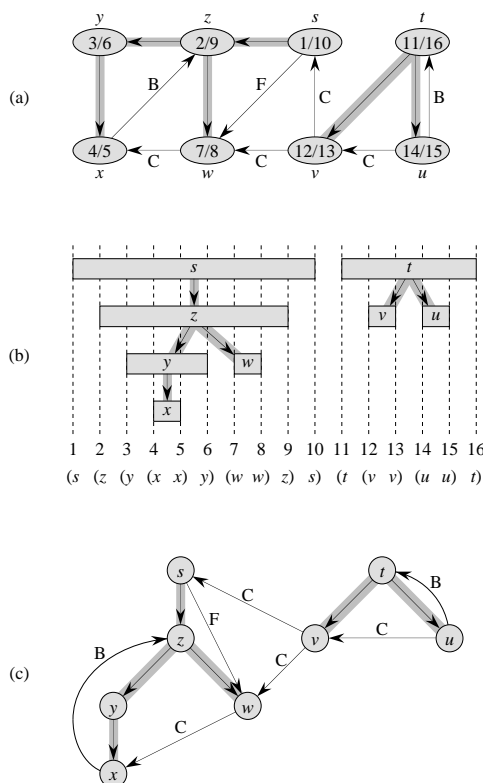 y z s t
3/6 2/9 1/10 11/16
B F C B
(a)
4/5 7/8 12/13 14/15
C C C
x w v u
s t
z v u
(b)
y w
x
1 2 3 4 5 6 7 8 9 10 11 12 13 14 15 16
(s (z (y (x x) y) (w w) z) s) (t (v v) (u u) t)
s t
C B
F
z v C u
B
C
(c)
y w
C
x